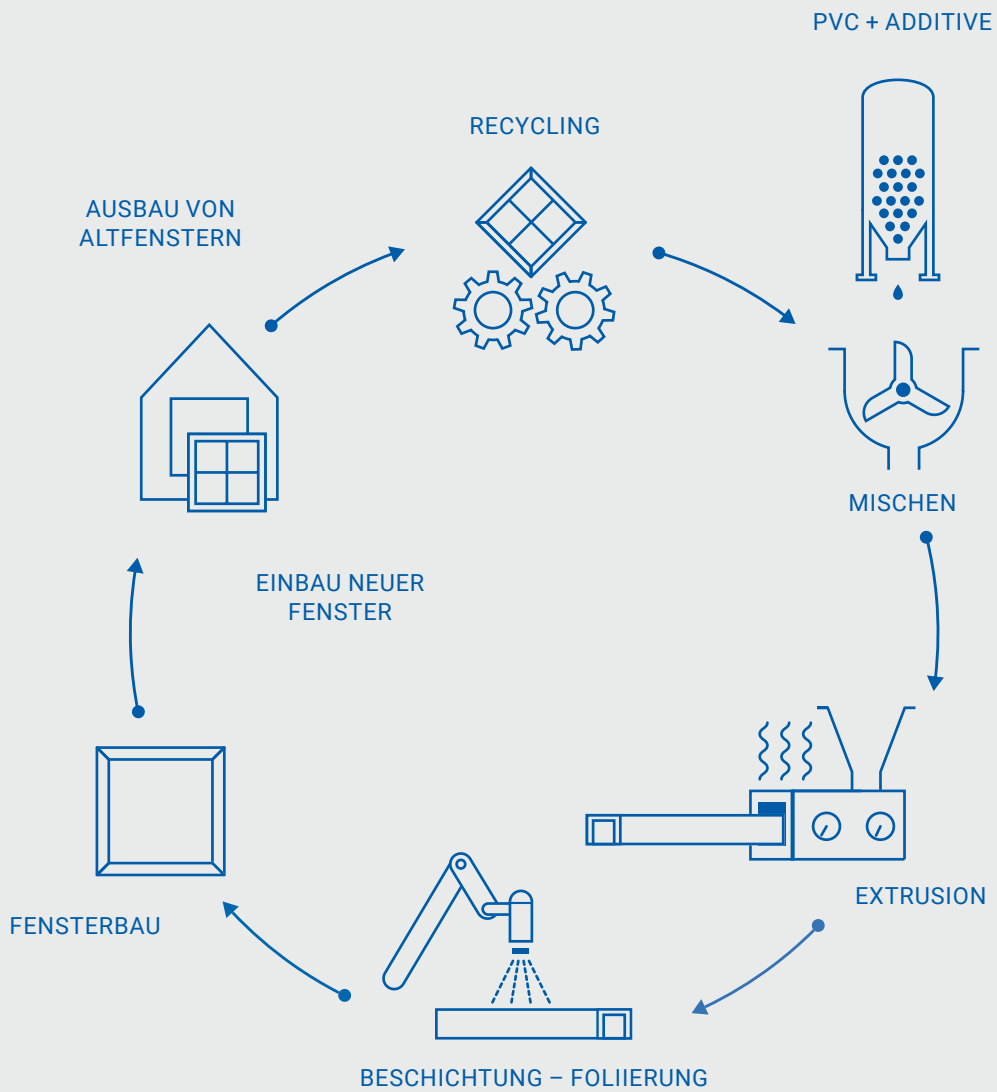 PVC + ADDITIVE
RECYCLING
AUSBAU VON
ALTFENSTERN
MISCHEN
EINBAU NEUER
FENSTER
EXTRUSION
FENSTERBAU
BESCHICHTUNG – FOLIIERUNG